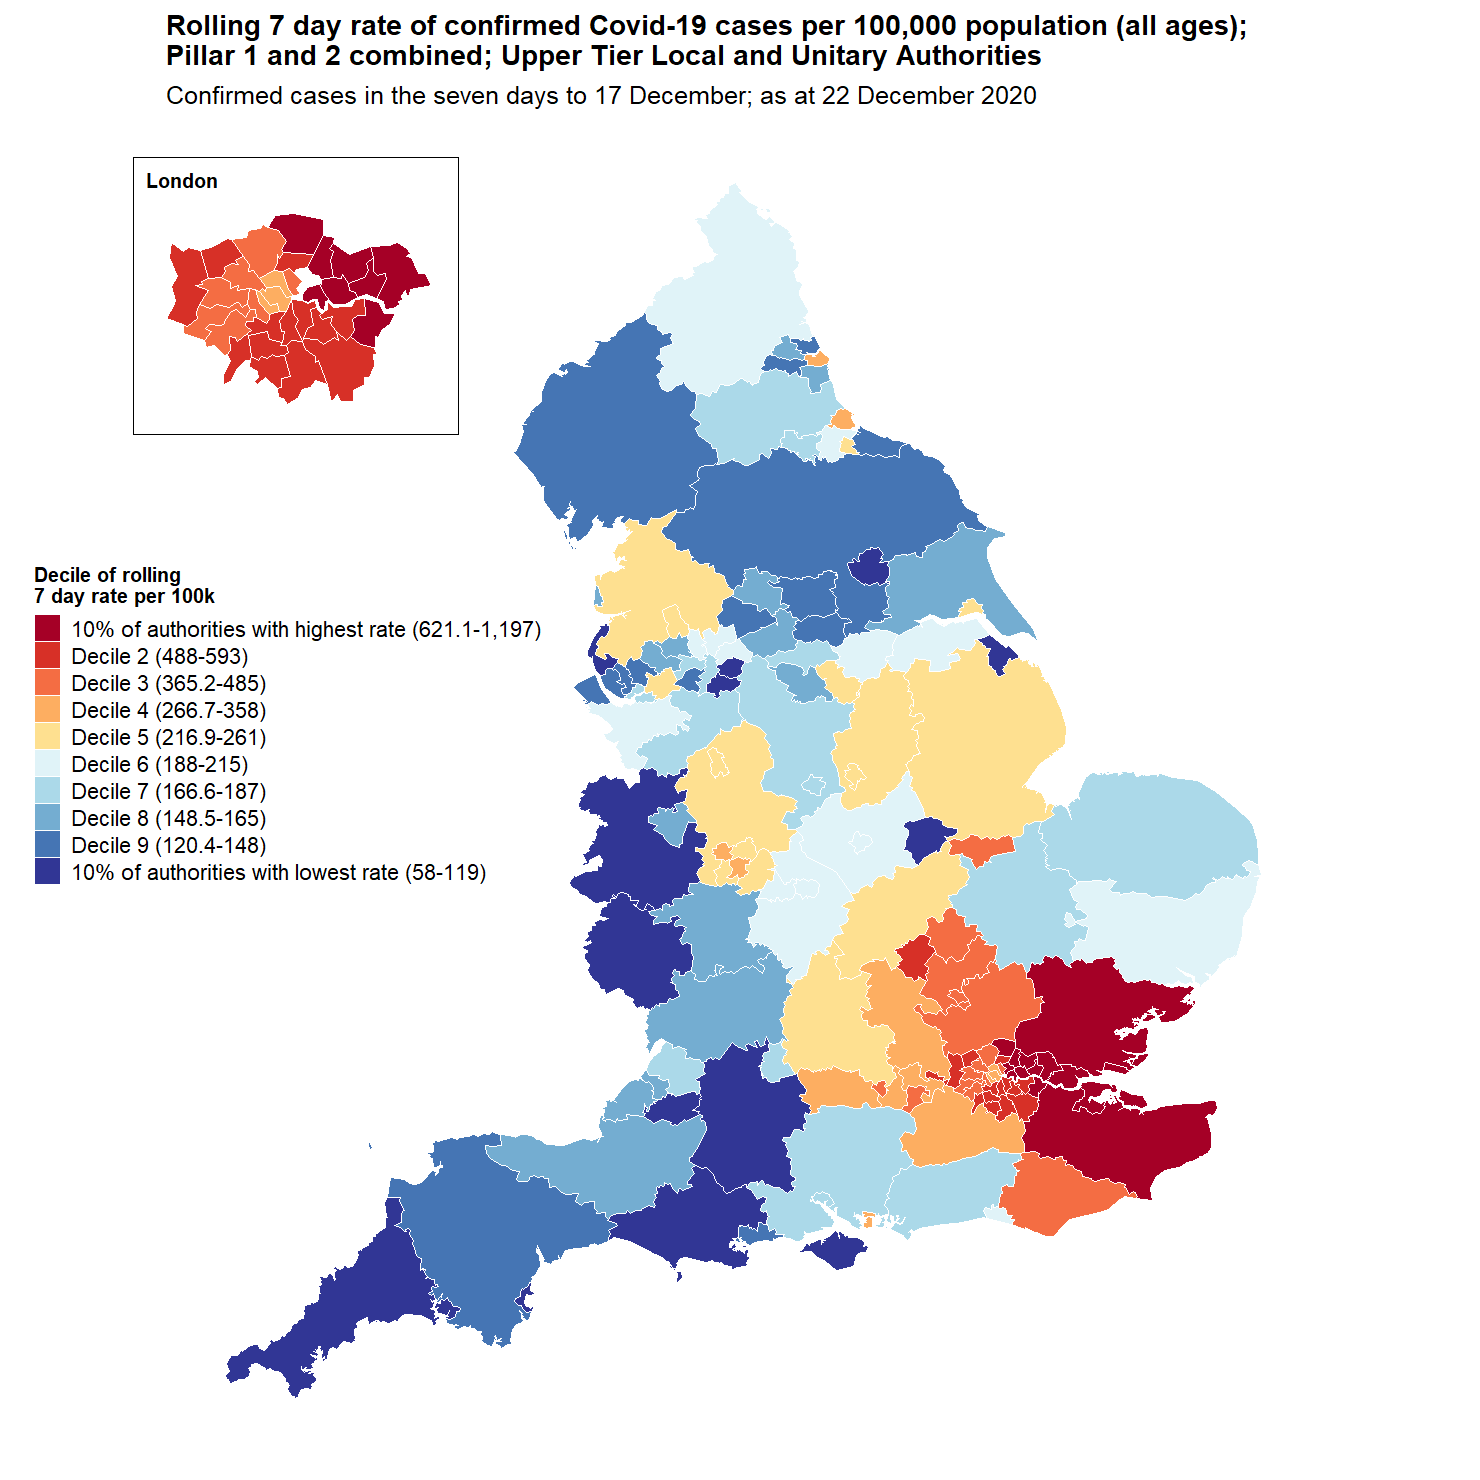 Rolling 7 day rate of confirmed Covid-19 cases per 100,000 population (all ages);
Pillar 1 and 2 combined; Upper Tier Local and Unitary Authorities
Confirmed cases in the seven days to 17 December; as at 22 December 2020
London
Decile of rolling
7 day rate per 100k
10% of authorities with highest rate (621.1-1,197)
Decile 2 (488-593)
Decile 3 (365.2-485)
Decile 4 (266.7-358)
Decile 5 (216.9-261)
Decile 6 (188-215)
Decile 7 (166.6-187)
Decile 8 (148.5-165)
Decile 9 (120.4-148)
10% of authorities with lowest rate (58-119)